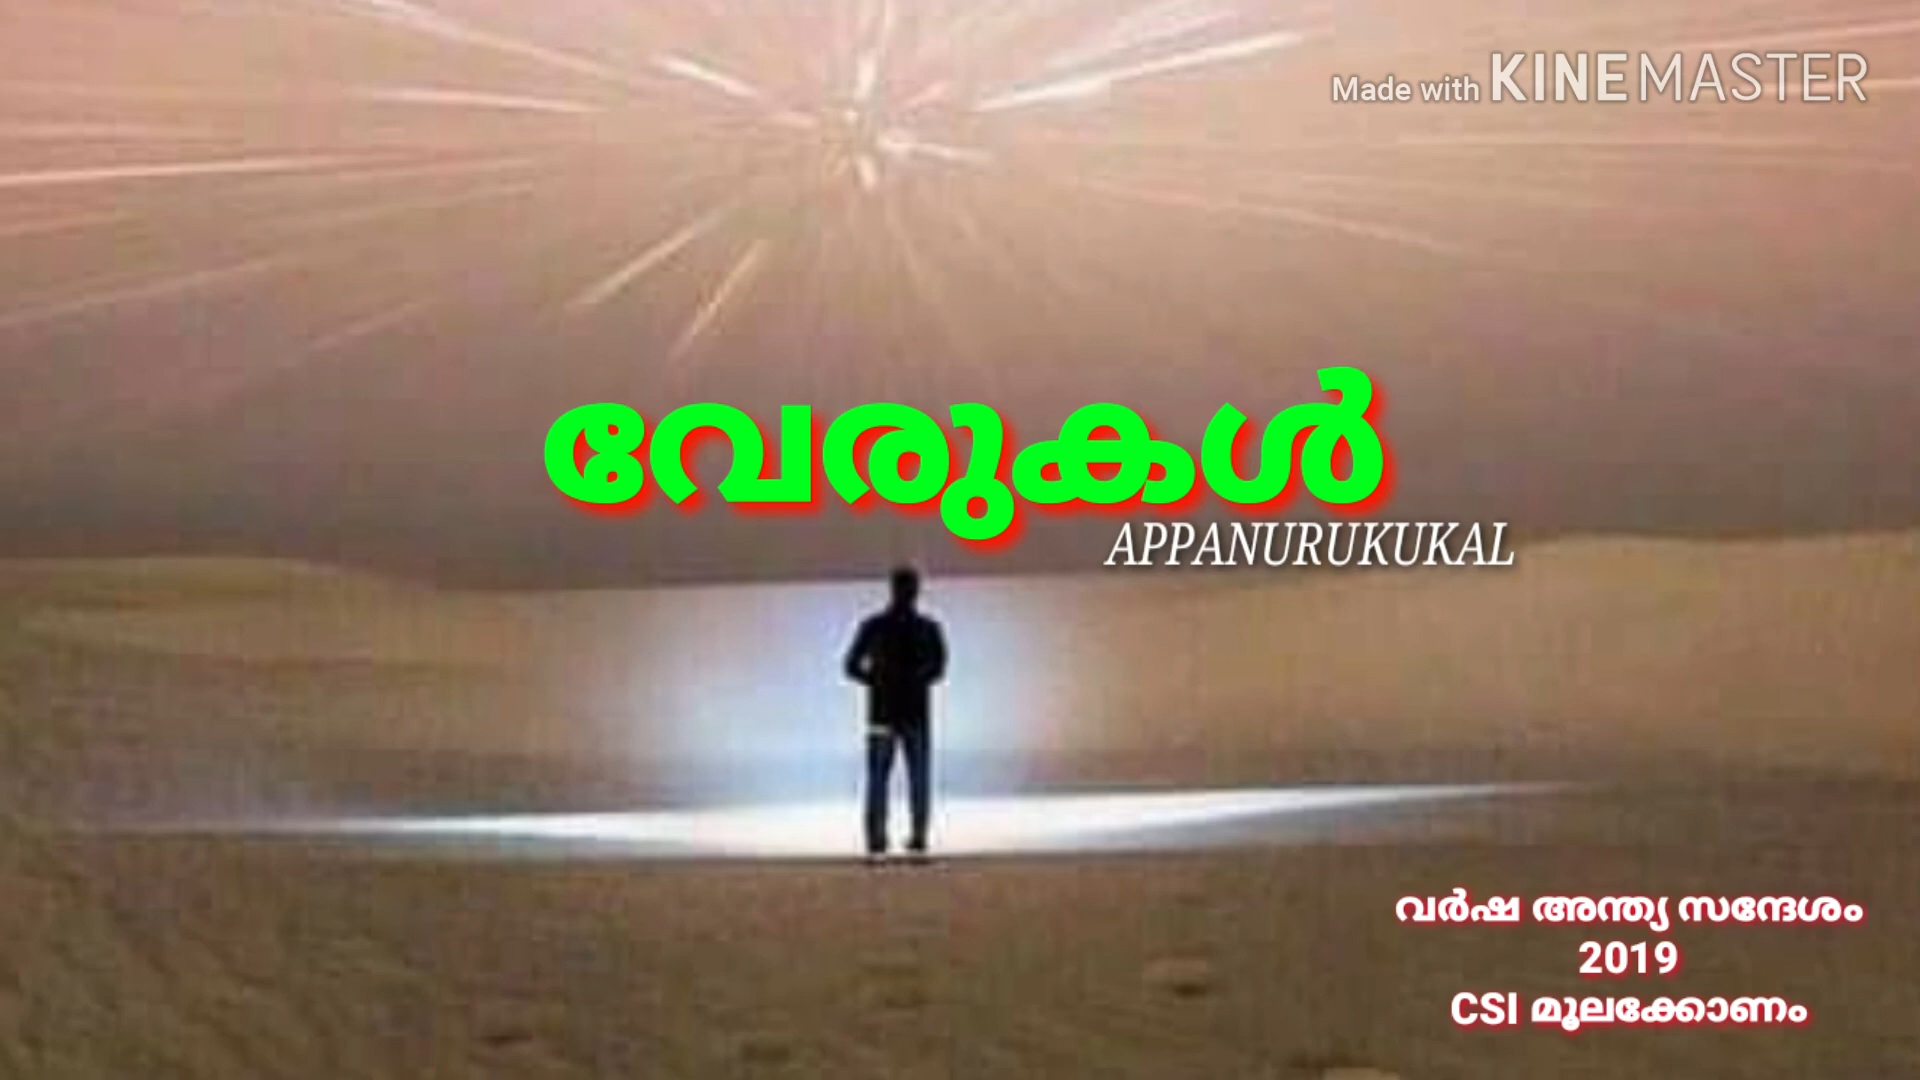 Made with KINEMASTER
വേരുകൾ
APPANURUKUKAL
വർഷ അന്ത്യ സന്ദേശം
2019
CSI മൂലക്കോണം